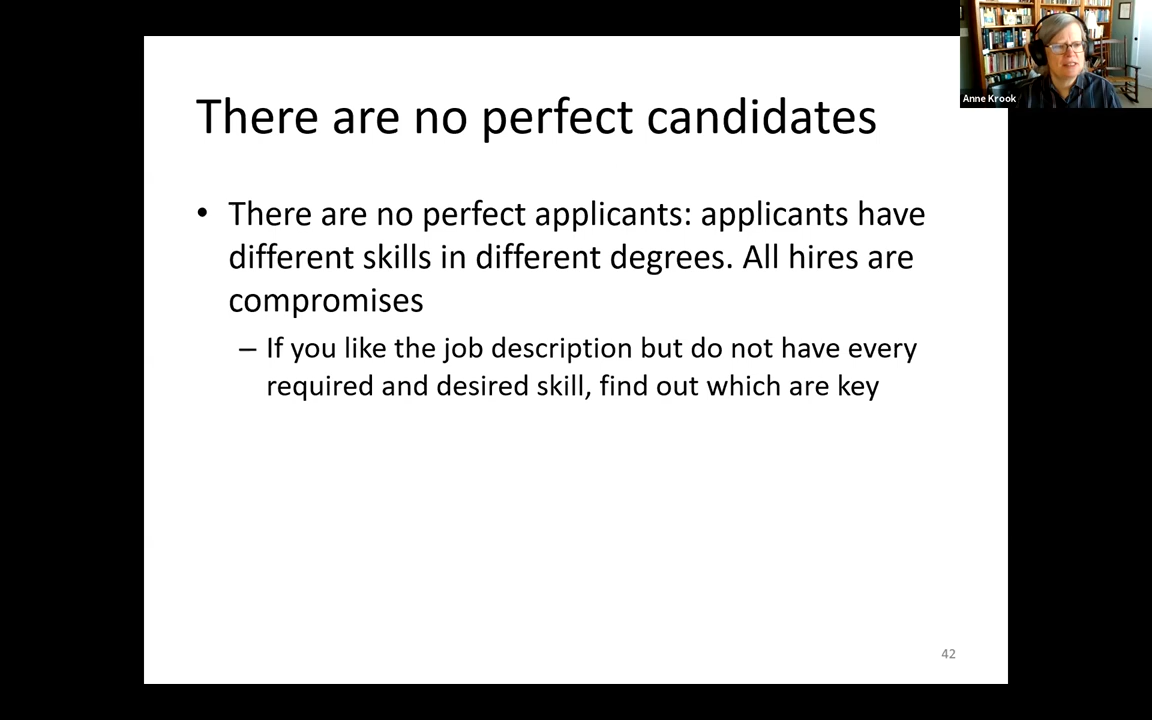 There are no perfect candidates
• There are no perfect applicants: applicants have
different skills in different degrees. All hires are
compromises
– If you like the job description but do not have every
required and desired skill, find out which are key
42
Anne Krook